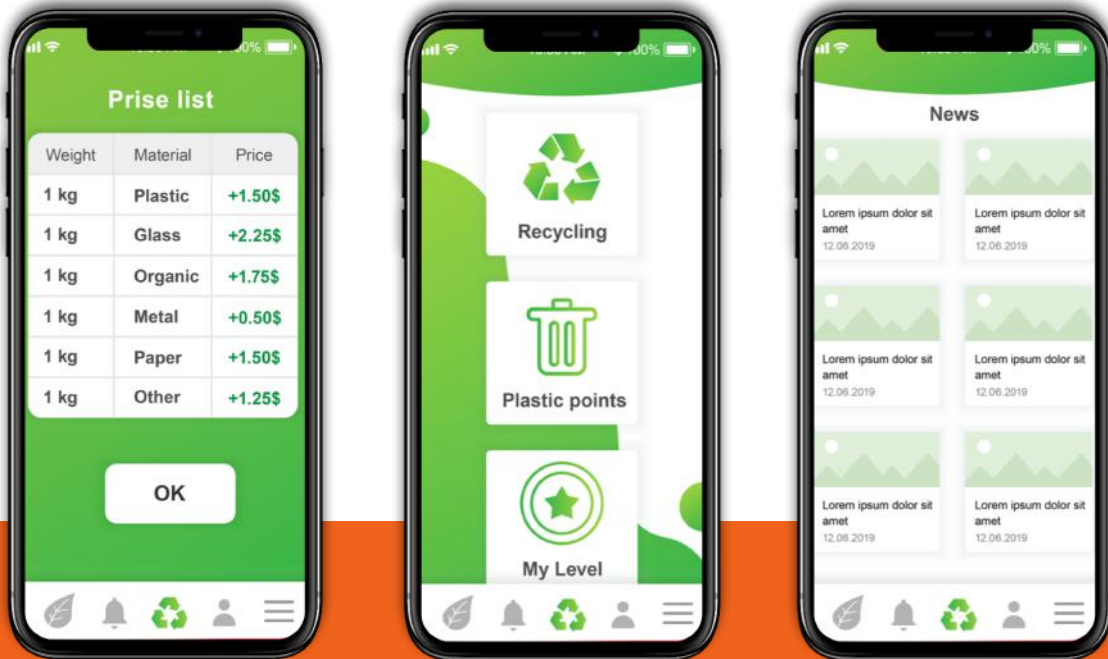 Prise list
Weight Material Price
1 kg Plastic +1.50$
1 kg Glass +2.25$
1 kg Organic +1.75$
1 kg Metal +0.50$
1 kg Paper +1.50$
1 kg Other +1.25$
OK
Recycling
Plastic points
My Level
News
Lorem ipsum dolor sit
amet
12.06.2019
Lorem ipsum dolor sit
amet
12.06.2019
Lorem ipsum dolor sit
amet
12.06.2019
Lorem ipsum dolor sit
amet
12.06.2019
Lorem ipsum dolor sit
amet
12.06.2019
Lorem ipsum dolor sit
amet
12.06.2019